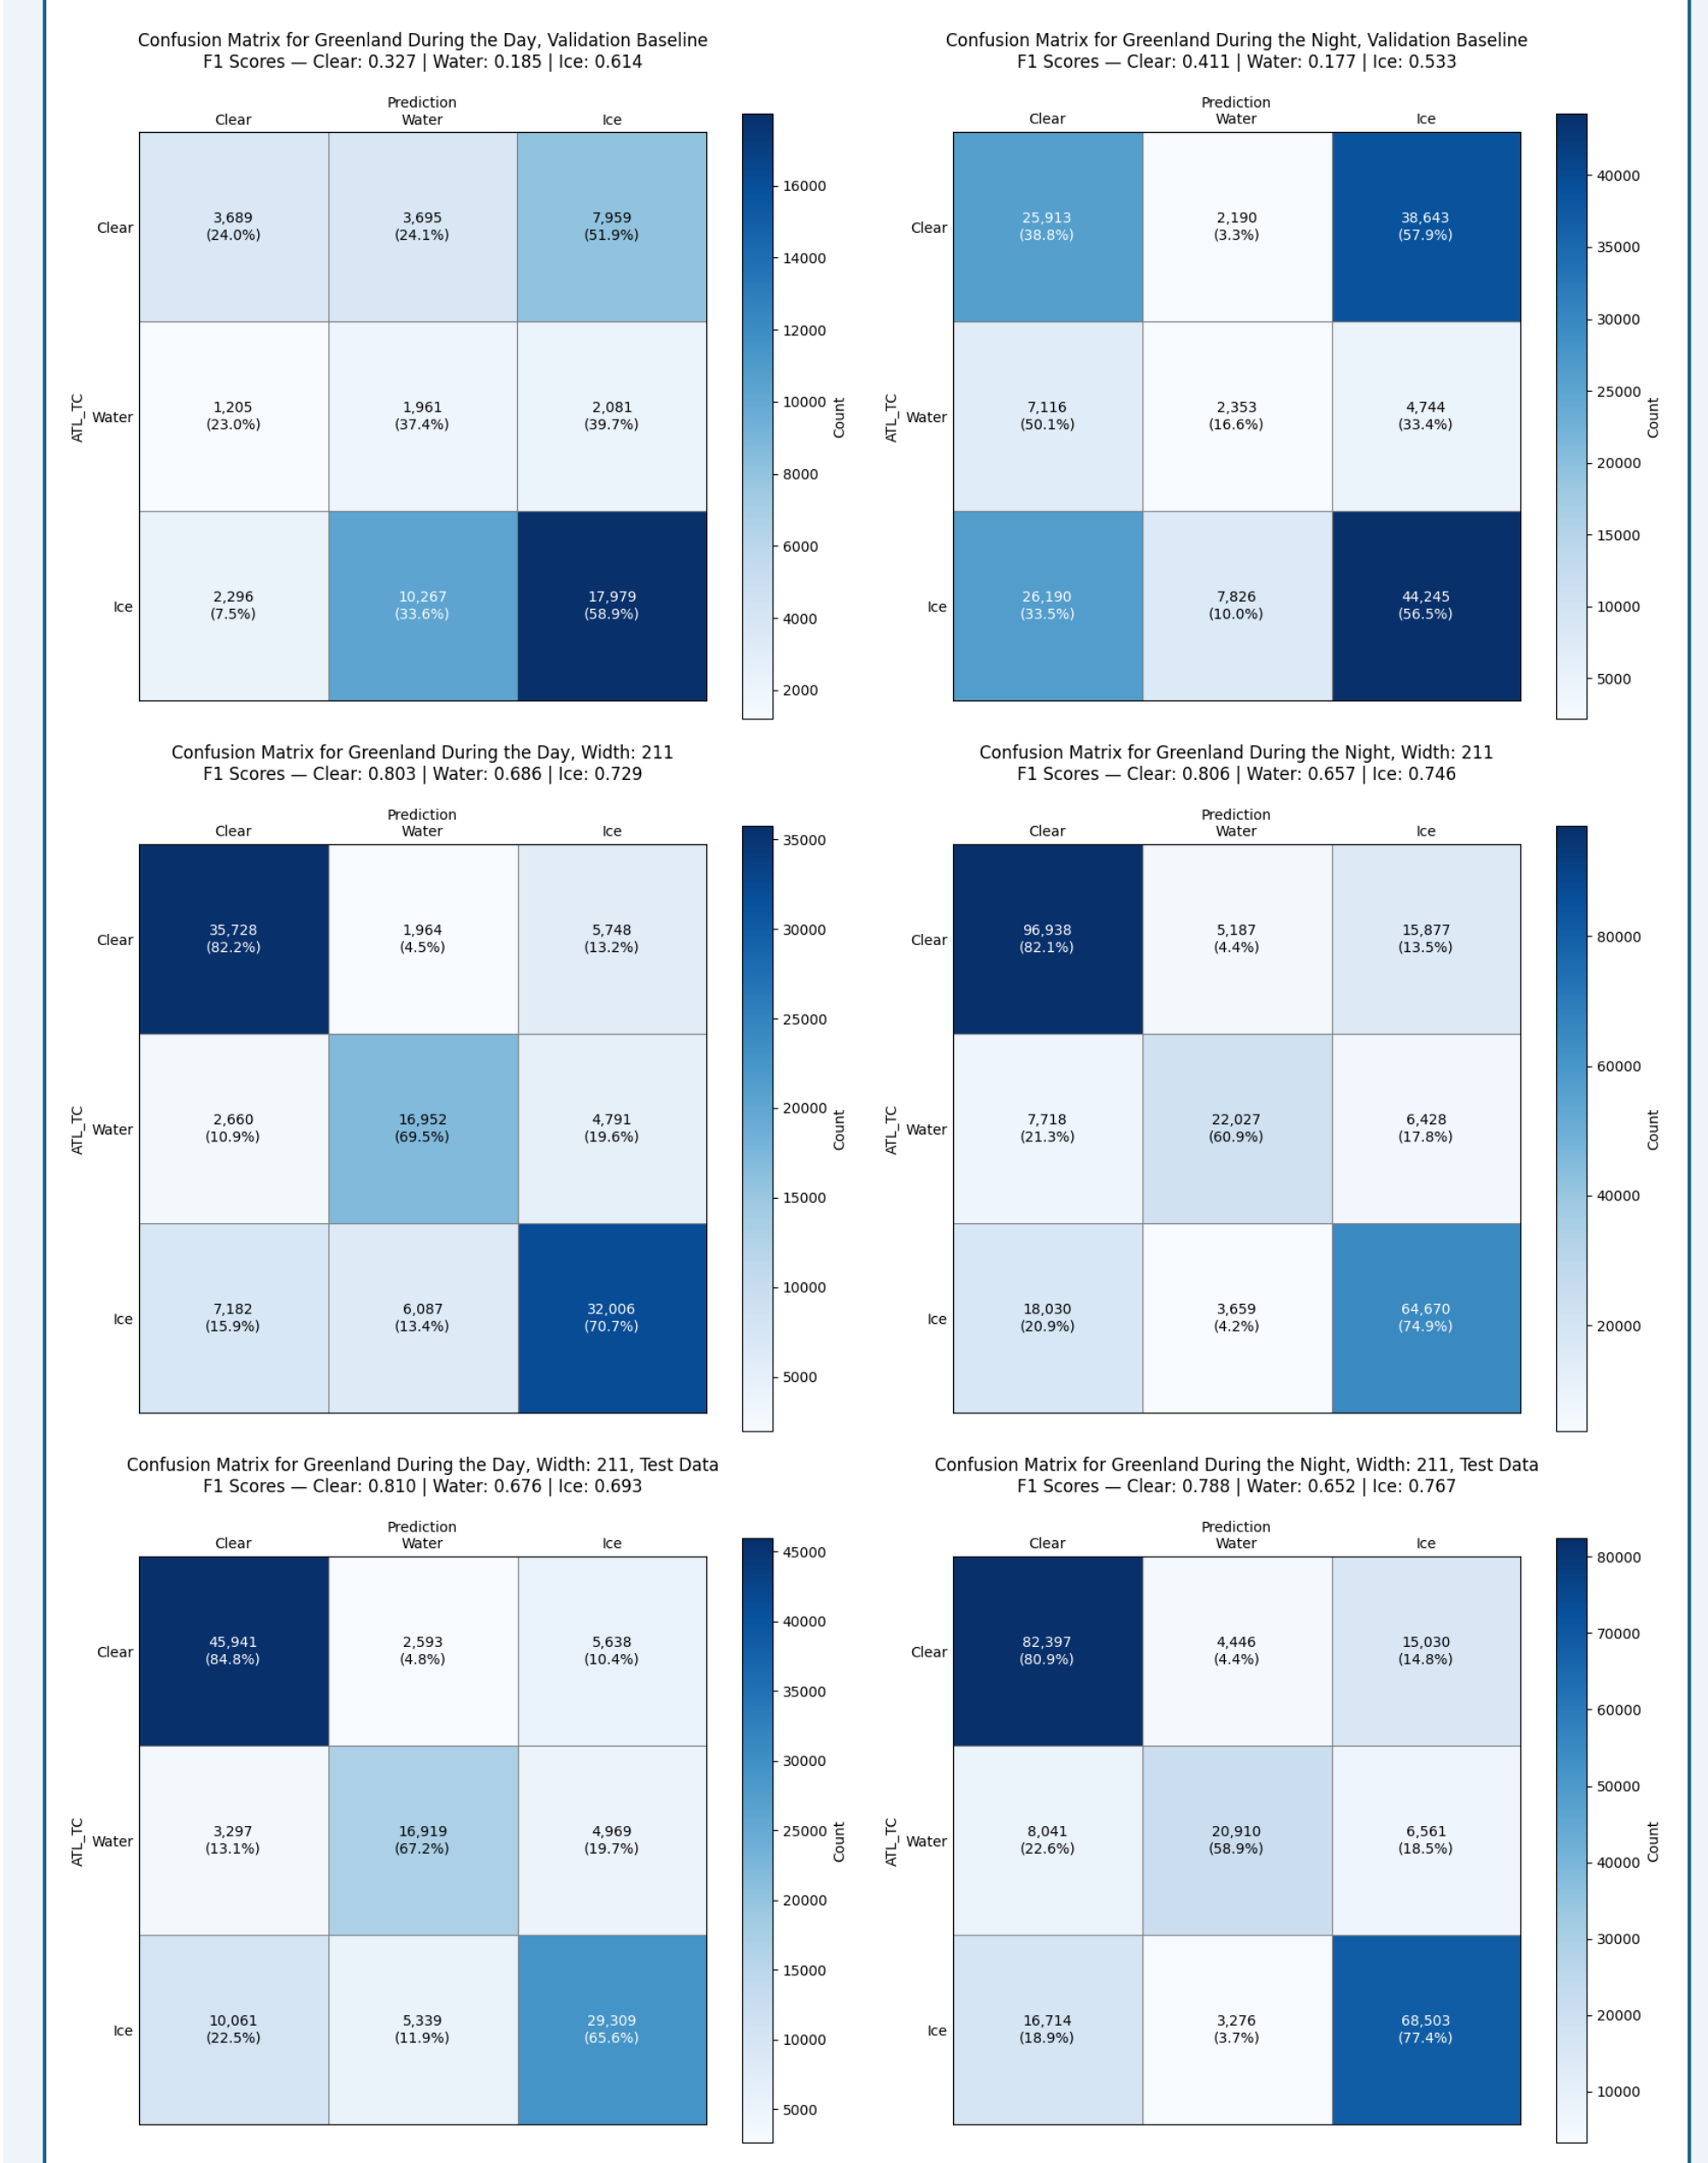 Confusion Matrix for Greenland During the Day, Validation Baseline
F1 Scores — Clear: 0.327 | Water: 0.185 | Ice: 0.614
Prediction
Clear Water Ice
ATL_TC
Clear
3,689 3,695 7,959
(24.0%) (24.1%) (51.9%)
Water
1,205 1,961 2,081
(23.0%) (37.4%) (39.7%)
Ice
2,296 10,267 17,979
(7.5%) (33.6%) (58.9%)
16000
14000
12000
10000
8000
6000
4000
2000
Count
Confusion Matrix for Greenland During the Night, Validation Baseline
F1 Scores — Clear: 0.411 | Water: 0.177 | Ice: 0.533
Prediction
Clear Water Ice
ATL_TC
Clear
25,913 2,190 38,643
(38.8%) (3.3%) (57.9%)
Water
7,116 2,353 4,744
(50.1%) (16.6%) (33.4%)
Ice
26,190 7,826 44,245
(33.5%) (10.0%) (56.5%)
40000
35000
30000
25000
20000
15000
10000
5000
Count
Confusion Matrix for Greenland During the Day, Width: 211
F1 Scores — Clear: 0.803 | Water: 0.686 | Ice: 0.729
Prediction
Clear Water Ice
ATL_TC
Clear
35,728 1,964 5,748
(82.2%) (4.5%) (13.2%)
Water
2,660 16,952 4,791
(10.9%) (69.5%) (19.6%)
Ice
7,182 6,087 32,006
(15.9%) (13.4%) (70.7%)
35000
30000
25000
20000
15000
10000
5000
Count
Confusion Matrix for Greenland During the Night, Width: 211
F1 Scores — Clear: 0.806 | Water: 0.657 | Ice: 0.746
Prediction
Clear Water Ice
ATL_TC
Clear
96,938 5,187 15,877
(82.1%) (4.4%) (13.5%)
Water
7,718 22,027 6,428
(21.3%) (60.9%) (17.8%)
Ice
18,030 3,659 64,670
(20.9%) (4.2%) (74.9%)
80000
60000
40000
20000
Count
Confusion Matrix for Greenland During the Day, Width: 211, Test Data
F1 Scores — Clear: 0.810 | Water: 0.676 | Ice: 0.693
Prediction
Clear Water Ice
ATL_TC
Clear
45,941 2,593 5,638
(84.8%) (4.8%) (10.4%)
Water
3,297 16,919 4,969
(13.1%) (67.2%) (19.7%)
Ice
10,061 5,339 29,309
(22.5%) (11.9%) (65.6%)
45000
40000
35000
30000
25000
20000
15000
10000
5000
Count
Confusion Matrix for Greenland During the Night, Width: 211, Test Data
F1 Scores — Clear: 0.788 | Water: 0.652 | Ice: 0.767
Prediction
Clear Water Ice
ATL_TC
Clear
82,397 4,446 15,030
(80.9%) (4.4%) (14.8%)
Water
8,041 20,910 6,561
(22.6%) (58.9%) (18.5%)
Ice
16,714 3,276 68,503
(18.9%) (3.7%) (77.4%)
80000
70000
60000
50000
40000
30000
20000
10000
Count